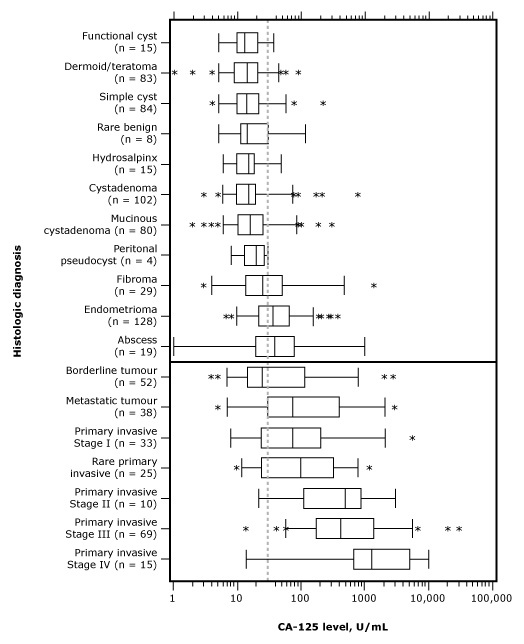 Functional cyst
(n = 15)
Dermoid/teratoma
(n = 83)
Simple cyst
(n = 84)
Rare benign
(n = 8)
Hydrosalpinx
(n = 15)
Cystadenoma
(n = 102)
Mucinous
cystadenoma (n = 80)
Peritonal
pseudocyst (n = 4)
Fibroma
(n = 29)
Endometrioma
(n = 128)
Abscess
(n = 19)
Borderline tumour
(n = 52)
Metastatic tumour
(n = 38)
Primary invasive
Stage I (n = 33)
Rare primary
invasive (n = 25)
Primary invasive
Stage II (n = 10)
Primary invasive
Stage III (n = 69)
Primary invasive
Stage IV (n = 15)
Histologic diagnosis
1 10 100 1000 10,000 100,000
CA-125 level, U/mL